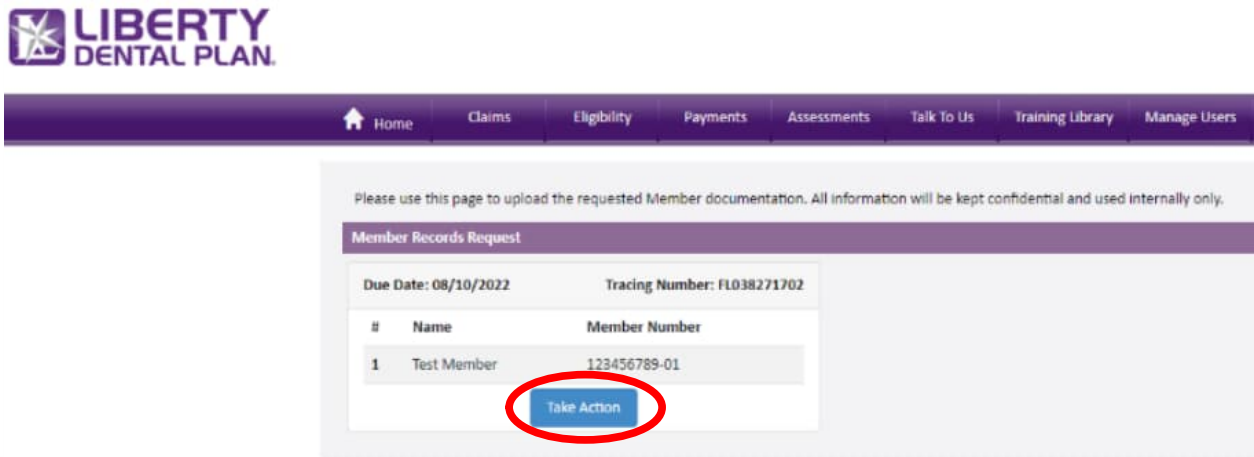 LIBERTY
DENTAL PLAN.
Home Claims Eligibility Payments Assessments Talk To Us Training Library Manage Users
Please use this page to upload the requested Member documentation. All information will be kept confidential and used internally only.
Member Records Request
Due Date: 08/10/2022 Tracing Number: FL038271702
# Name Member Number
1 Test Member 123456789-01
Take Action